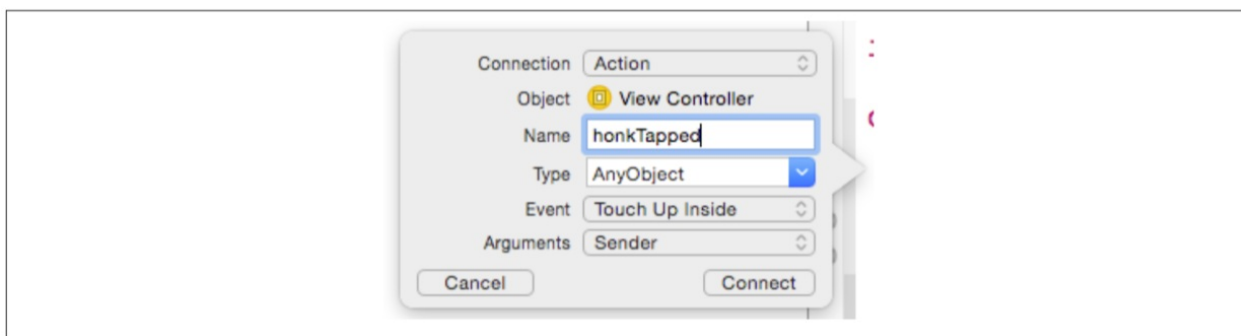 Connection Action
Object View Controller
Name honkTapped
Type AnyObject
Event Touch Up Inside
Arguments Sender
Cancel Connect